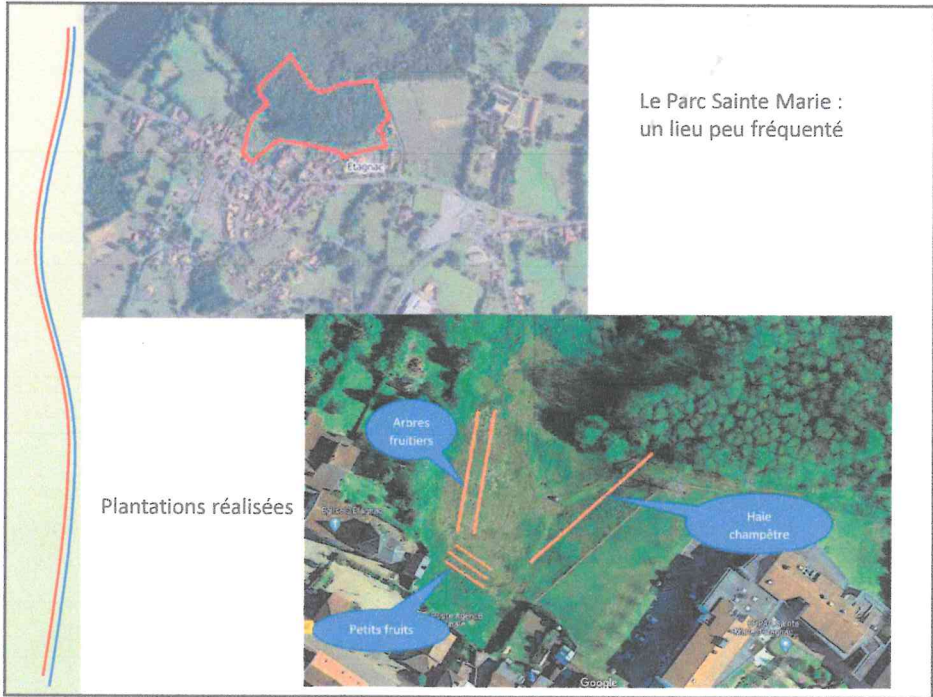 Le Parc Sainte Marie :
un lieu peu fréquenté
Etagnac
Plantations réalisées
Arbres
fruitiers
Haie
champêtre
Petits fruits
Google